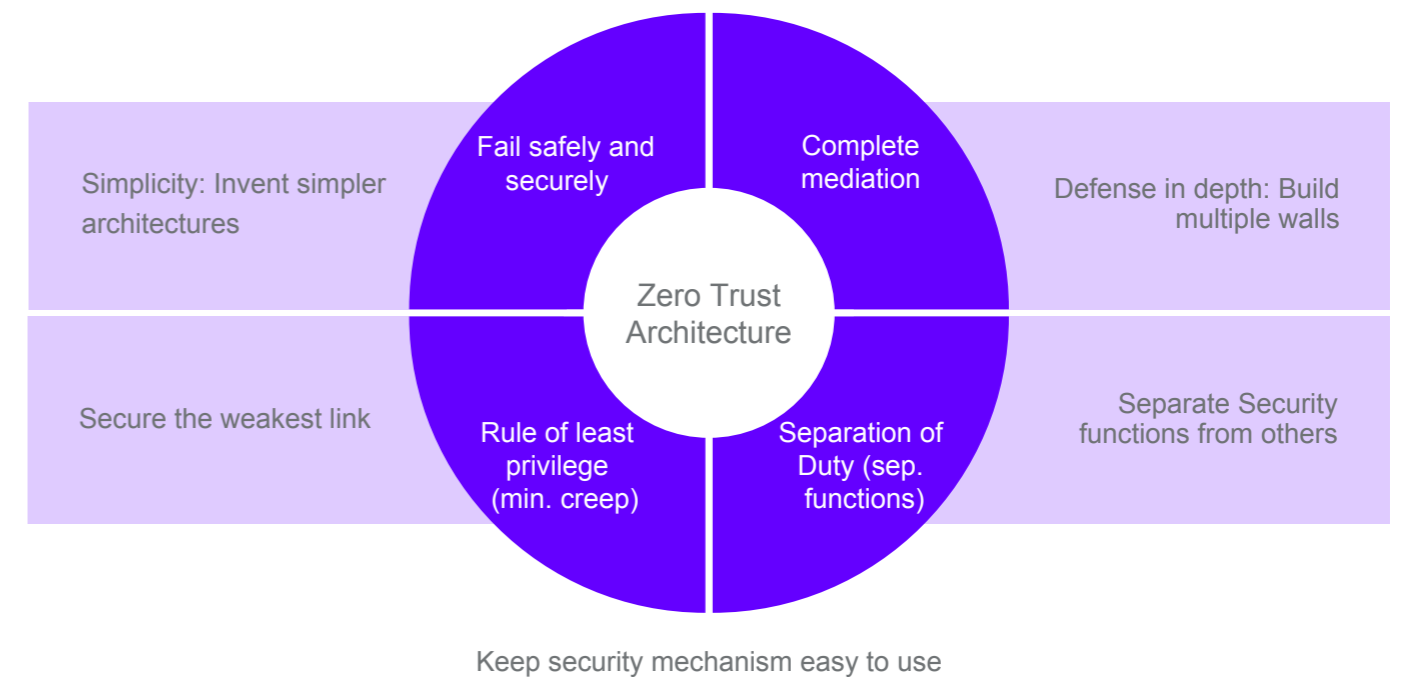 Fail safely and
securely
Complete
mediation
Simplicity: Invent simpler
architectures
Defense in depth: Build
multiple walls
Zero Trust
Architecture
Secure the weakest link
Rule of least
privilege
(min. creep)
Separation of
Duty (sep.
functions)
Separate Security
functions from others
Keep security mechanism easy to use